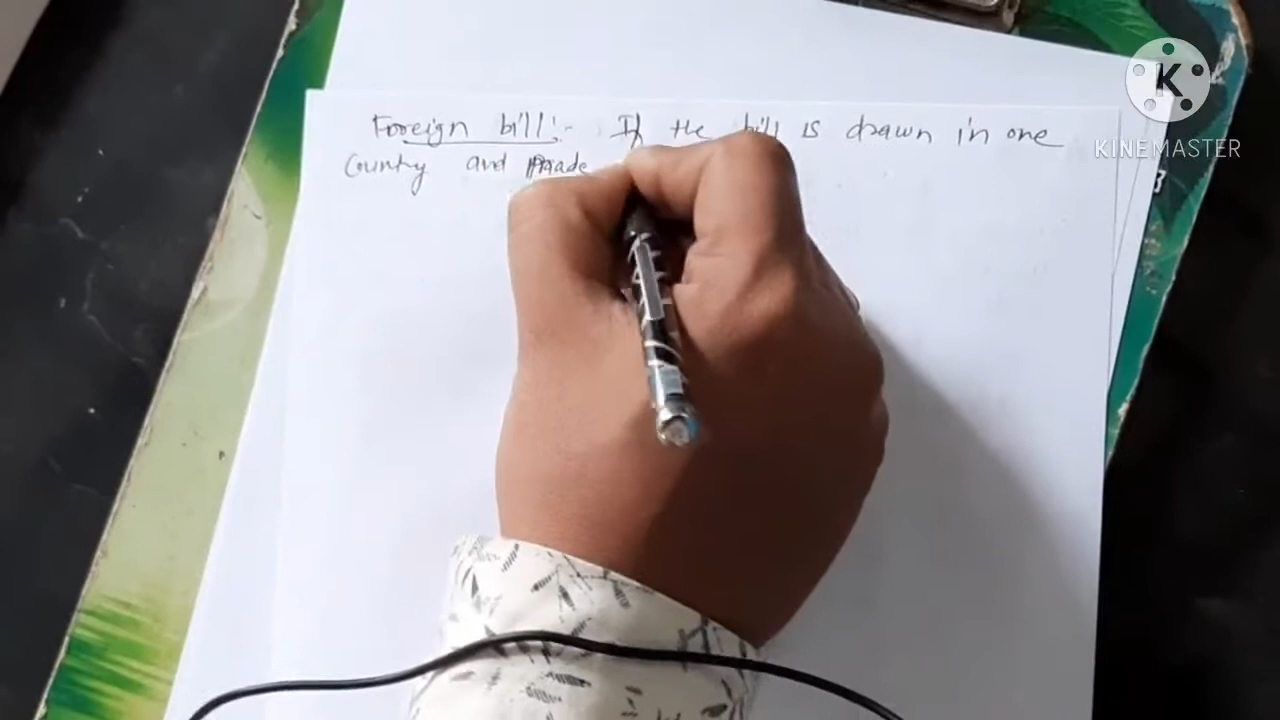 Foreign bill:- If the bill is drawn in one
Country and made
K
KINEMASTER